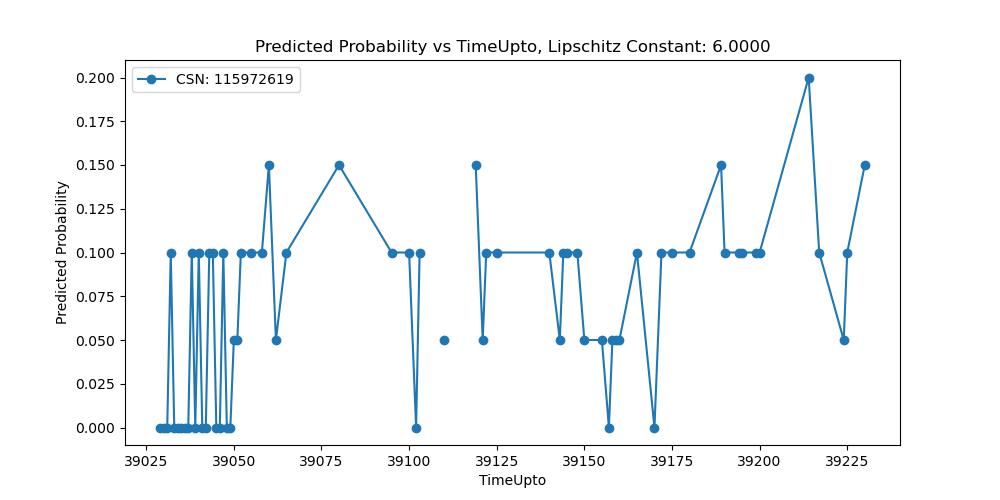 Predicted Probability vs TimeUpto, Lipschitz Constant: 6.0000
CSN: 115972619
Predicted Probability
0.200
0.175
0.150
0.125
0.100
0.075
0.050
0.025
0.000
39025 39050 39075 39100 39125 39150 39175 39200 39225
TimeUpto